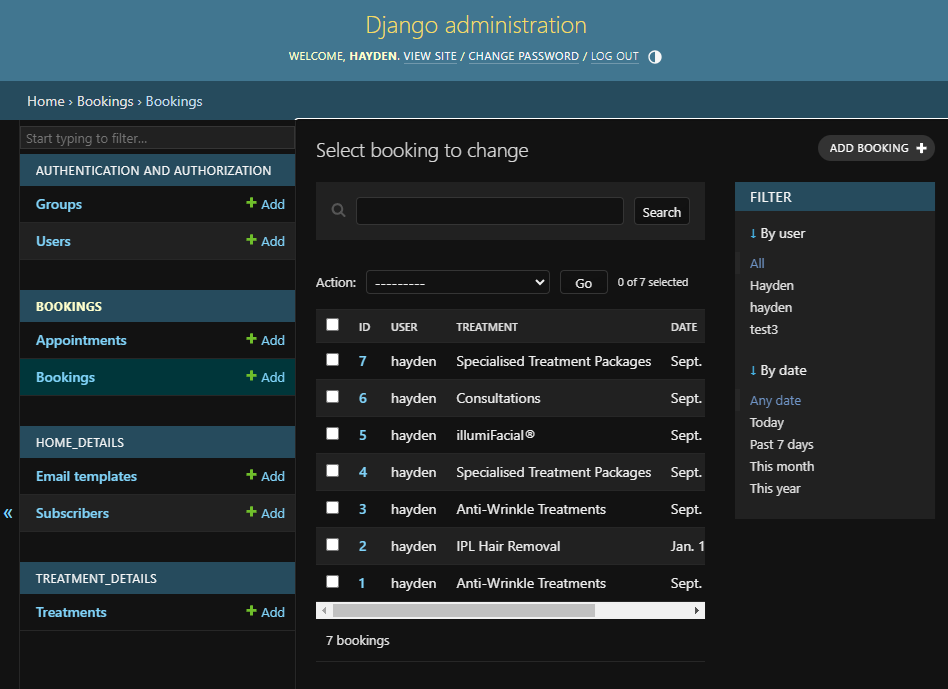 Django administration
WELCOME, HAYDEN. VIEW SITE / CHANGE PASSWORD / LOG OUT
Home › Bookings › Bookings
Start typing to filter...
AUTHENTICATION AND AUTHORIZATION
Groups + Add
Users + Add
BOOKINGS
Appointments + Add
Bookings + Add
HOME_DETAILS
Email templates + Add
Subscribers + Add
TREATMENT_DETAILS
Treatments + Add
«
Select booking to change
ADD BOOKING +
Search
Action: --------- Go 0 of 7 selected
ID USER TREATMENT DATE
7 hayden Specialised Treatment Packages Sept.
6 hayden Consultations Sept.
5 hayden illumiFacial® Sept.
4 hayden Specialised Treatment Packages Sept.
3 hayden Anti-Wrinkle Treatments Sept.
2 hayden IPL Hair Removal Jan. 1
1 hayden Anti-Wrinkle Treatments Sept.
7 bookings
FILTER
↓ By user
All
Hayden
hayden
test3
↓ By date
Any date
Today
Past 7 days
This month
This year